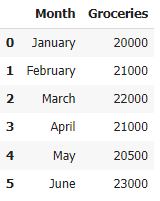 Month Groceries
0 January 20000
1 February 21000
2 March 22000
3 April 21000
4 May 20500
5 June 23000